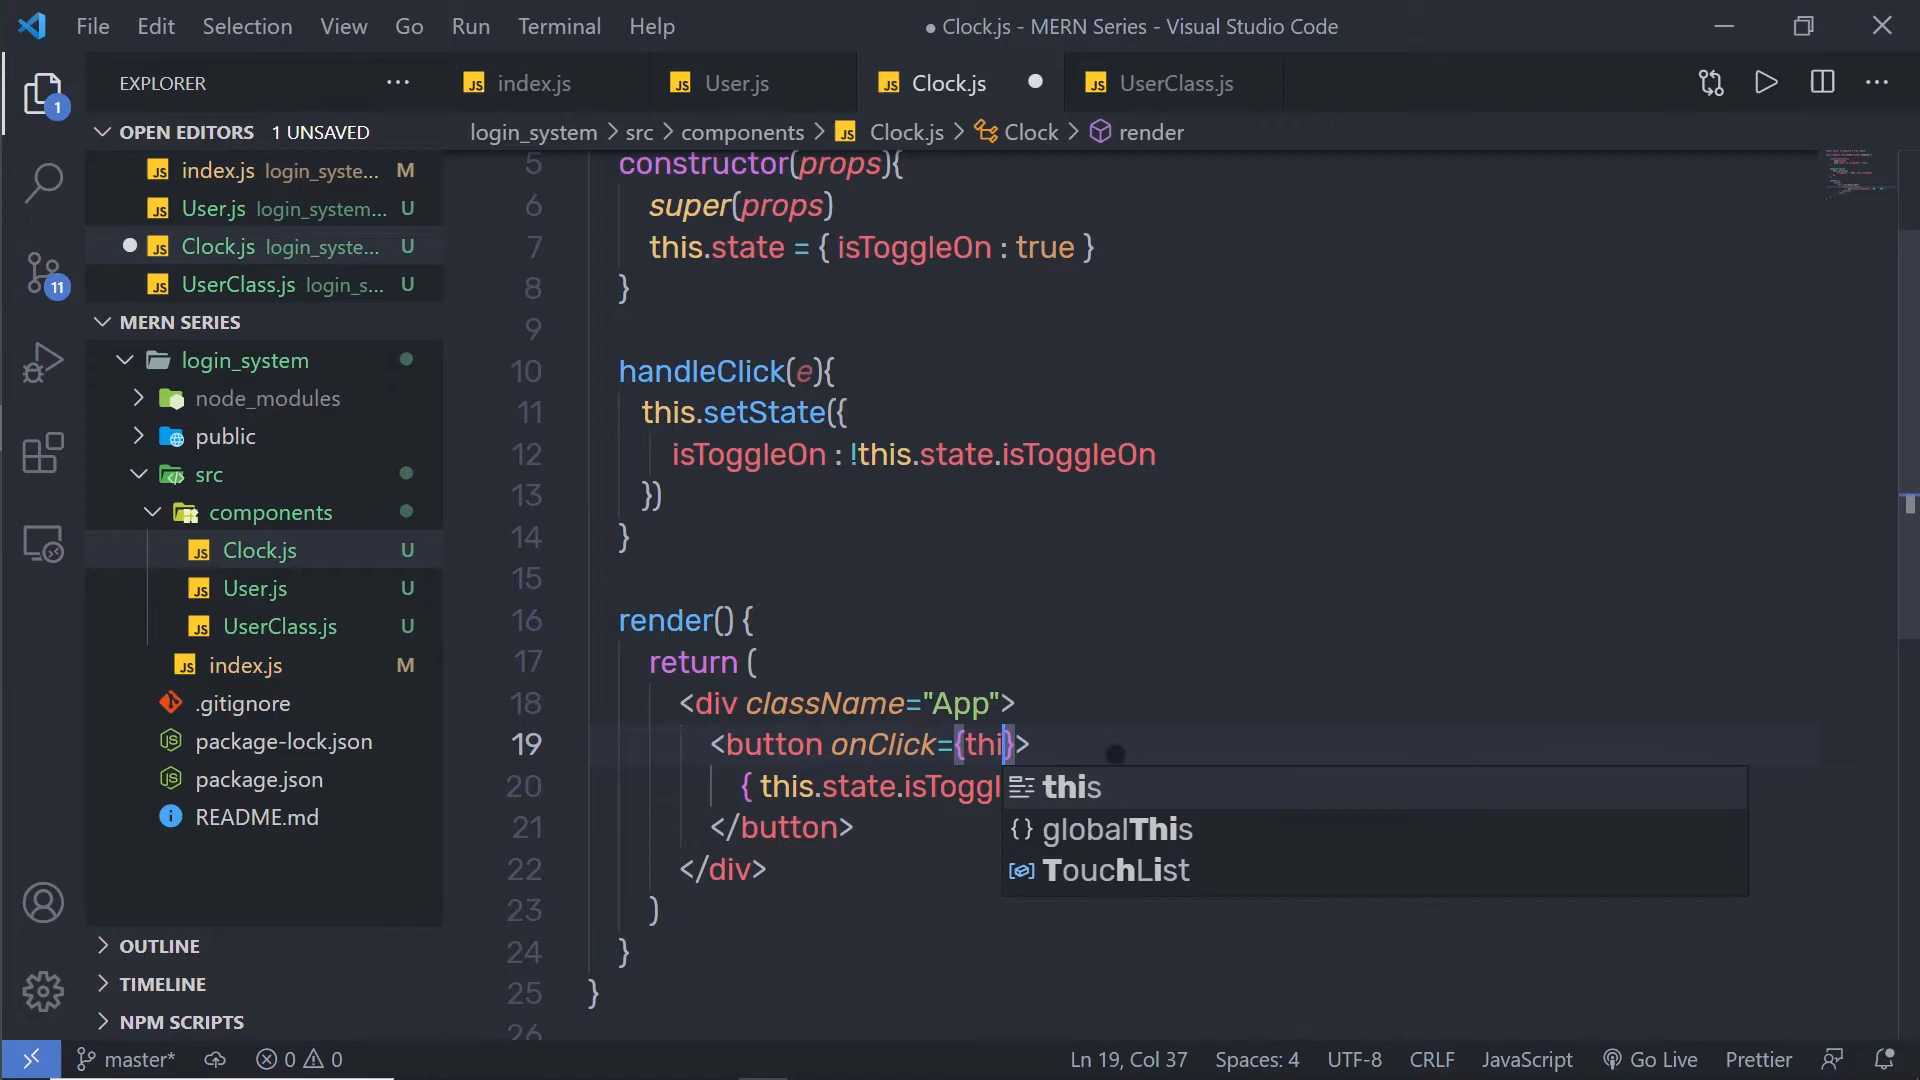 File Edit Selection View Go Run Terminal Help
● Clock.js - MERN Series - Visual Studio Code
EXPLORER
index.js
User.js
Clock.js
UserClass.js
OPEN EDITORS 1 UNSAVED
login_system > src > components > Clock.js > Clock > render
index.js login_syste... M
User.js login_system... U
Clock.js login_syste... U
UserClass.js login_s... U
MERN SERIES
login_system
node_modules
public
src
components
Clock.js U
User.js U
UserClass.js U
index.js M
.gitignore
package-lock.json
package.json
README.md
OUTLINE
TIMELINE
NPM SCRIPTS
1
11
5 constructor(props){
6 super(props)
7 this.state = { isToggleOn : true }
8 }
9
10 handleClick(e){
11 this.setState({
12 isToggleOn : !this.state.isToggleOn
13 })
14 }
15
16 render() {
17 return (
18 <div className="App">
19 <button onClick={thi}>
20 { this.state.isToggl
21 </button>
22 </div>
23 )
24 }
25 }
26
this
globalThis
TouchList
master* 0 0
Ln 19, Col 37 Spaces: 4 UTF-8 CRLF JavaScript Go Live Prettier